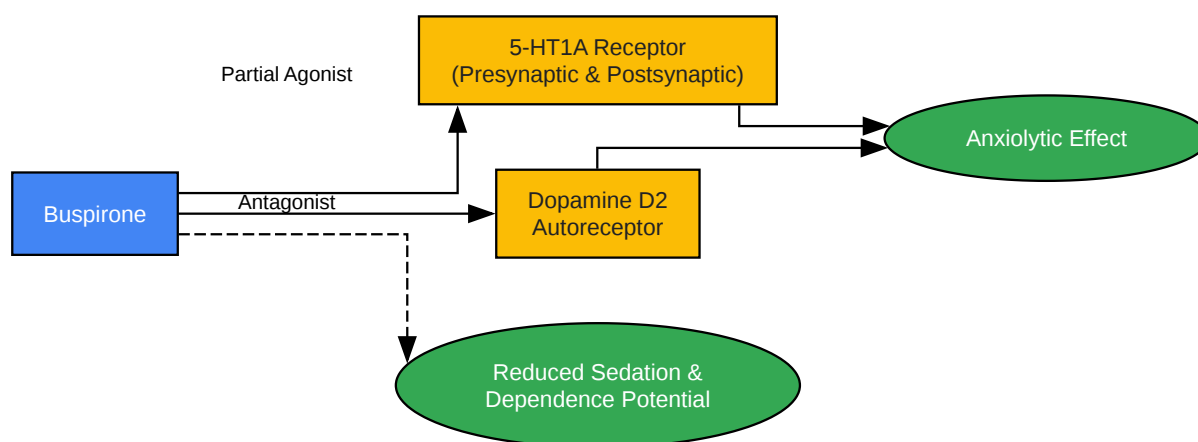 5-HT1A Receptor
(Presynaptic & Postsynaptic)
Partial Agonist
Anxiolytic Effect
Buspirone
Antagonist
Dopamine D2
Autoreceptor
Reduced Sedation &
Dependence Potential